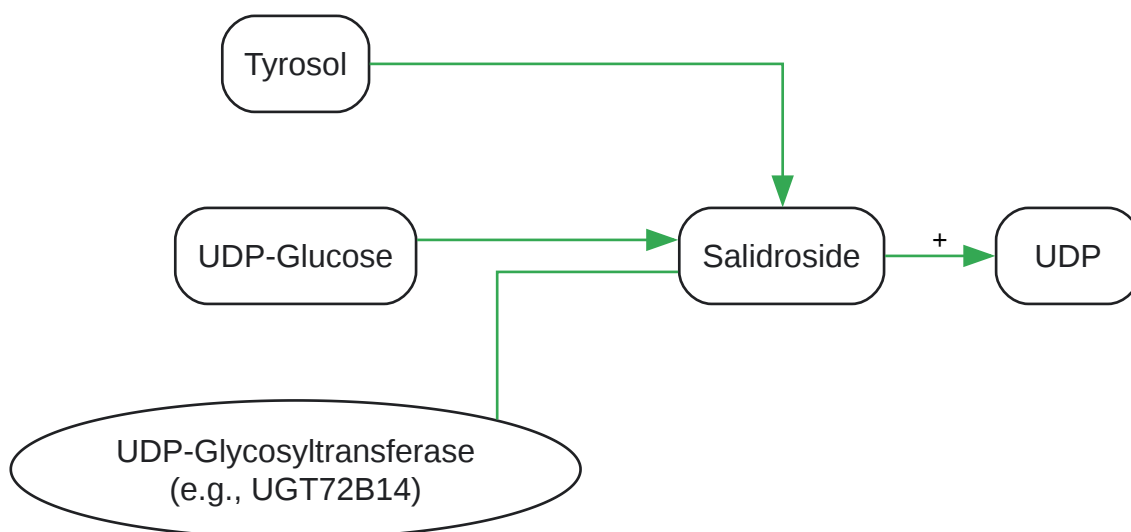 Tyrosol
UDP-Glucose
Salidroside
+
UDP
UDP-Glycosyltransferase
(e.g., UGT72B14)